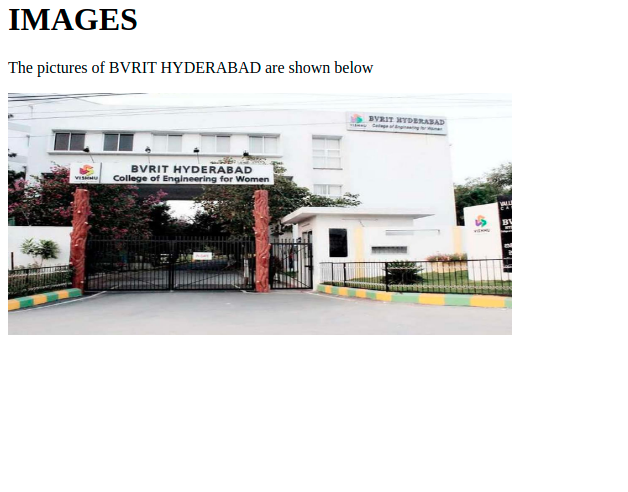 IMAGES
The pictures of BVRIT HYDERABAD are shown below
BVRIT HYDERABAD
College of Engineering for Women
VISHNU
BVRIT HYDERABAD
College of Engineering for Women
VISHNU
VISHNU